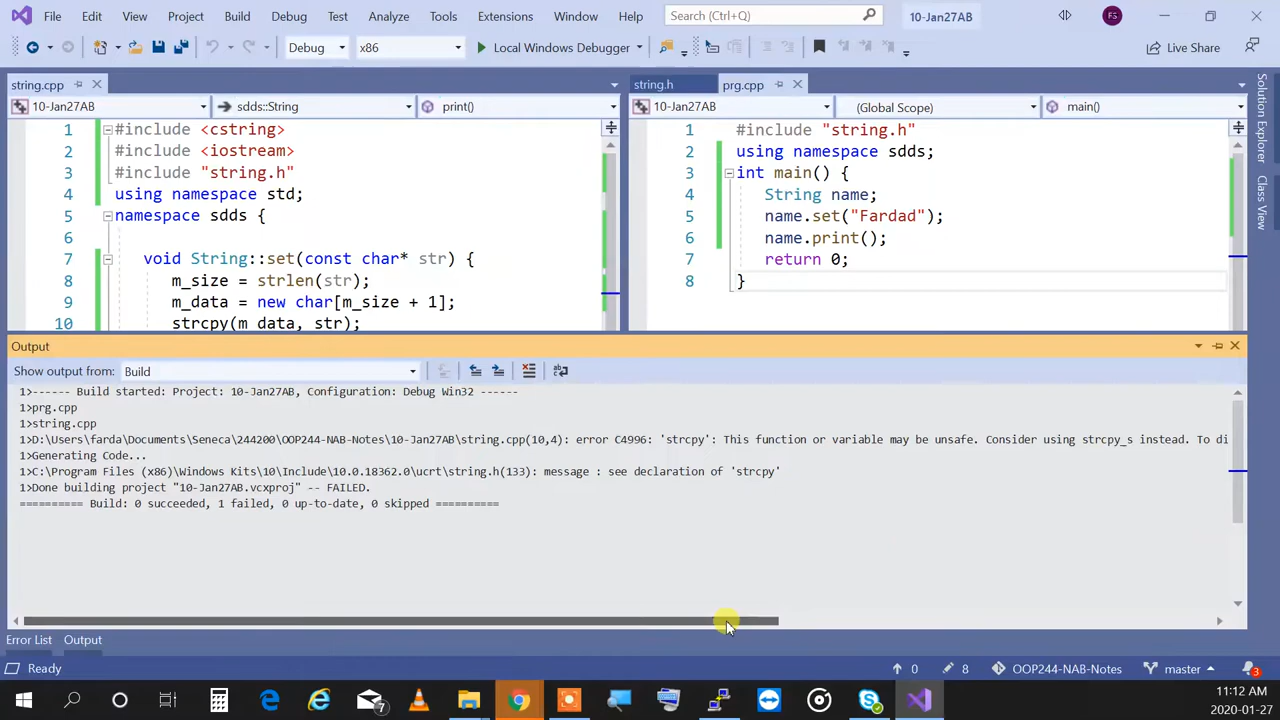 File Edit View Project Build Debug Test Analyze Tools Extensions Window Help Search (Ctrl+Q) 10-Jan27AB FS
Debug x86 Local Windows Debugger Live Share
string.cpp
10-Jan27AB sdds::String print()
1 #include <cstring>
2 #include <iostream>
3 #include "string.h"
4 using namespace std;
5 namespace sdds {
6
7 void String::set(const char* str) {
8 m_size = strlen(str);
9 m_data = new char[m_size + 1];
10 strcpy(m_data, str);
string.h prg.cpp
10-Jan27AB (Global Scope) main()
1 #include "string.h"
2 using namespace sdds;
3 int main() {
4 String name;
5 name.set("Fardad");
6 name.print();
7 return 0;
8 }
Solution Explorer
Class View
Output
Show output from: Build
1>------ Build started: Project: 10-Jan27AB, Configuration: Debug Win32 ------
1>prg.cpp
1>string.cpp
1>D:\Users\farda\Documents\Seneca\244200\OOP244-NAB-Notes\10-Jan27AB\string.cpp(10,4): error C4996: 'strcpy': This function or variable may be unsafe. Consider using strcpy_s instead. To di
1>Generating Code...
1>C:\Program Files (x86)\Windows Kits\10\Include\10.0.18362.0\ucrt\string.h(133): message : see declaration of 'strcpy'
1>Done building project "10-Jan27AB.vcxproj" -- FAILED.
========== Build: 0 succeeded, 1 failed, 0 up-to-date, 0 skipped ==========
Error List Output
Ready 0 8 OOP244-NAB-Notes master 3
7
11:12 AM
2020-01-27